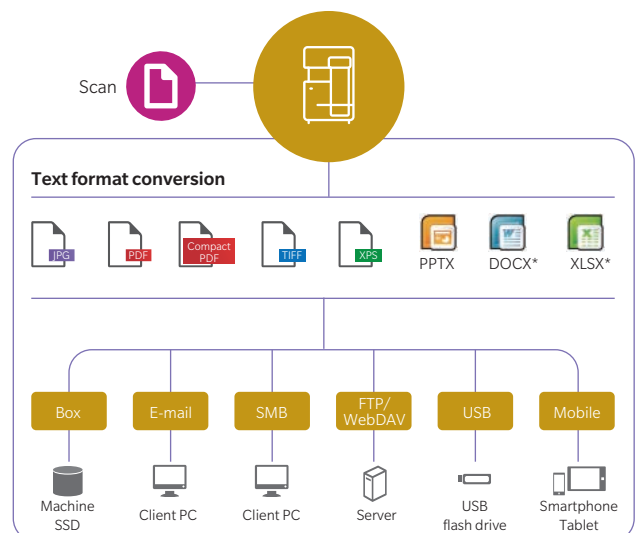 Scan
Text format conversion
JPG
PDF
Compact
PDF
TIFF
XPS
PPTX
DOCX*
XLSX*
Box
E-mail
SMB
FTP/
WebDAV
USB
Mobile
Machine
SSD
Client PC
Client PC
Server
USB
flash drive
Smartphone
Tablet